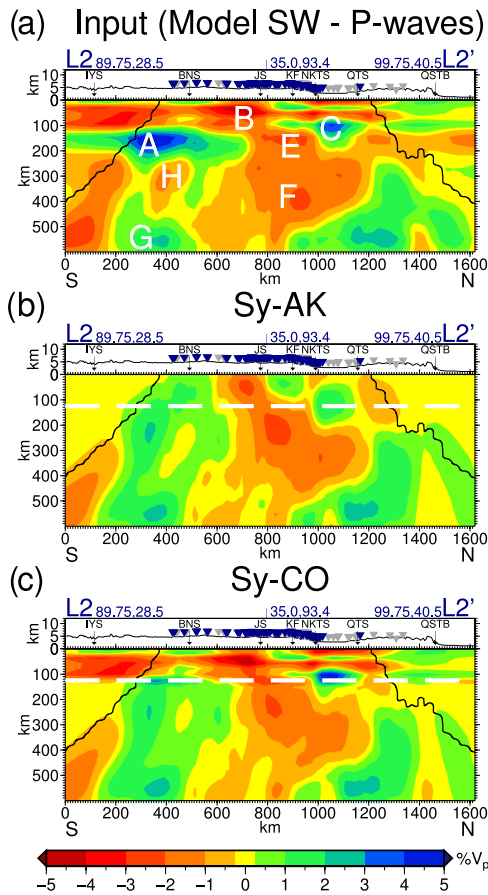 (a) Input (Model SW - P-waves)
L2 89.75,28.5 35.0,93.4 99.75,40.5 L2'
IYS BNS JS KF NKTS QTS QSTB
km 10 5 0
B C
A E
H F
G
km 100 200 300 400 500
0 200 400 600 800 1000 1200 1400 1600
S km N
(b) Sy-AK
L2 89.75,28.5 35.0,93.4 99.75,40.5 L2'
IYS BNS JS KF NKTS QTS QSTB
km 10 5 0
km 100 200 300 400 500
0 200 400 600 800 1000 1200 1400 1600
S km N
(c) Sy-CO
L2 89.75,28.5 35.0,93.4 99.75,40.5 L2'
IYS BNS JS KF NKTS QTS QSTB
km 10 5 0
km 100 200 300 400 500
0 200 400 600 800 1000 1200 1400 1600
S km N
%Vp
−5 −4 −3 −2 −1 0 1 2 3 4 5